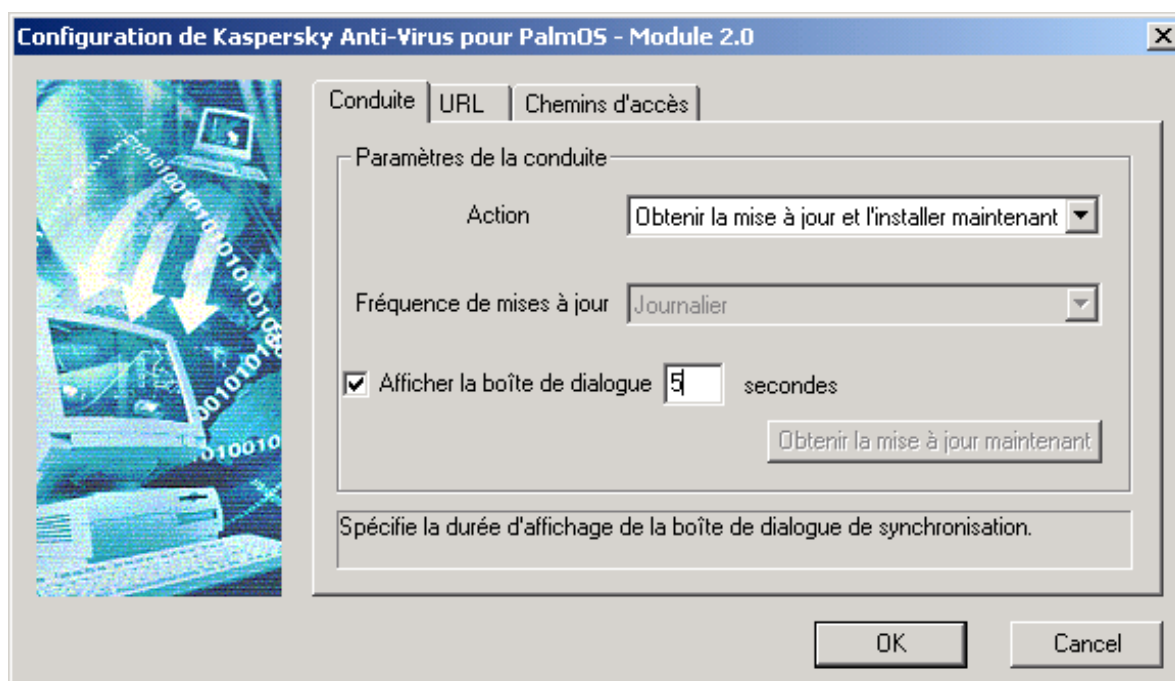 Configuration de Kaspersky Anti-Virus pour PalmOS - Module 2.0
Conduite URL Chemins d'accès
Paramètres de la conduite
Action Obtenir la mise à jour et l'installer maintenant
Fréquence de mises à jour Journalier
Afficher la boîte de dialogue 5 secondes
Obtenir la mise à jour maintenant
Spécifie la durée d'affichage de la boîte de dialogue de synchronisation.
OK Cancel